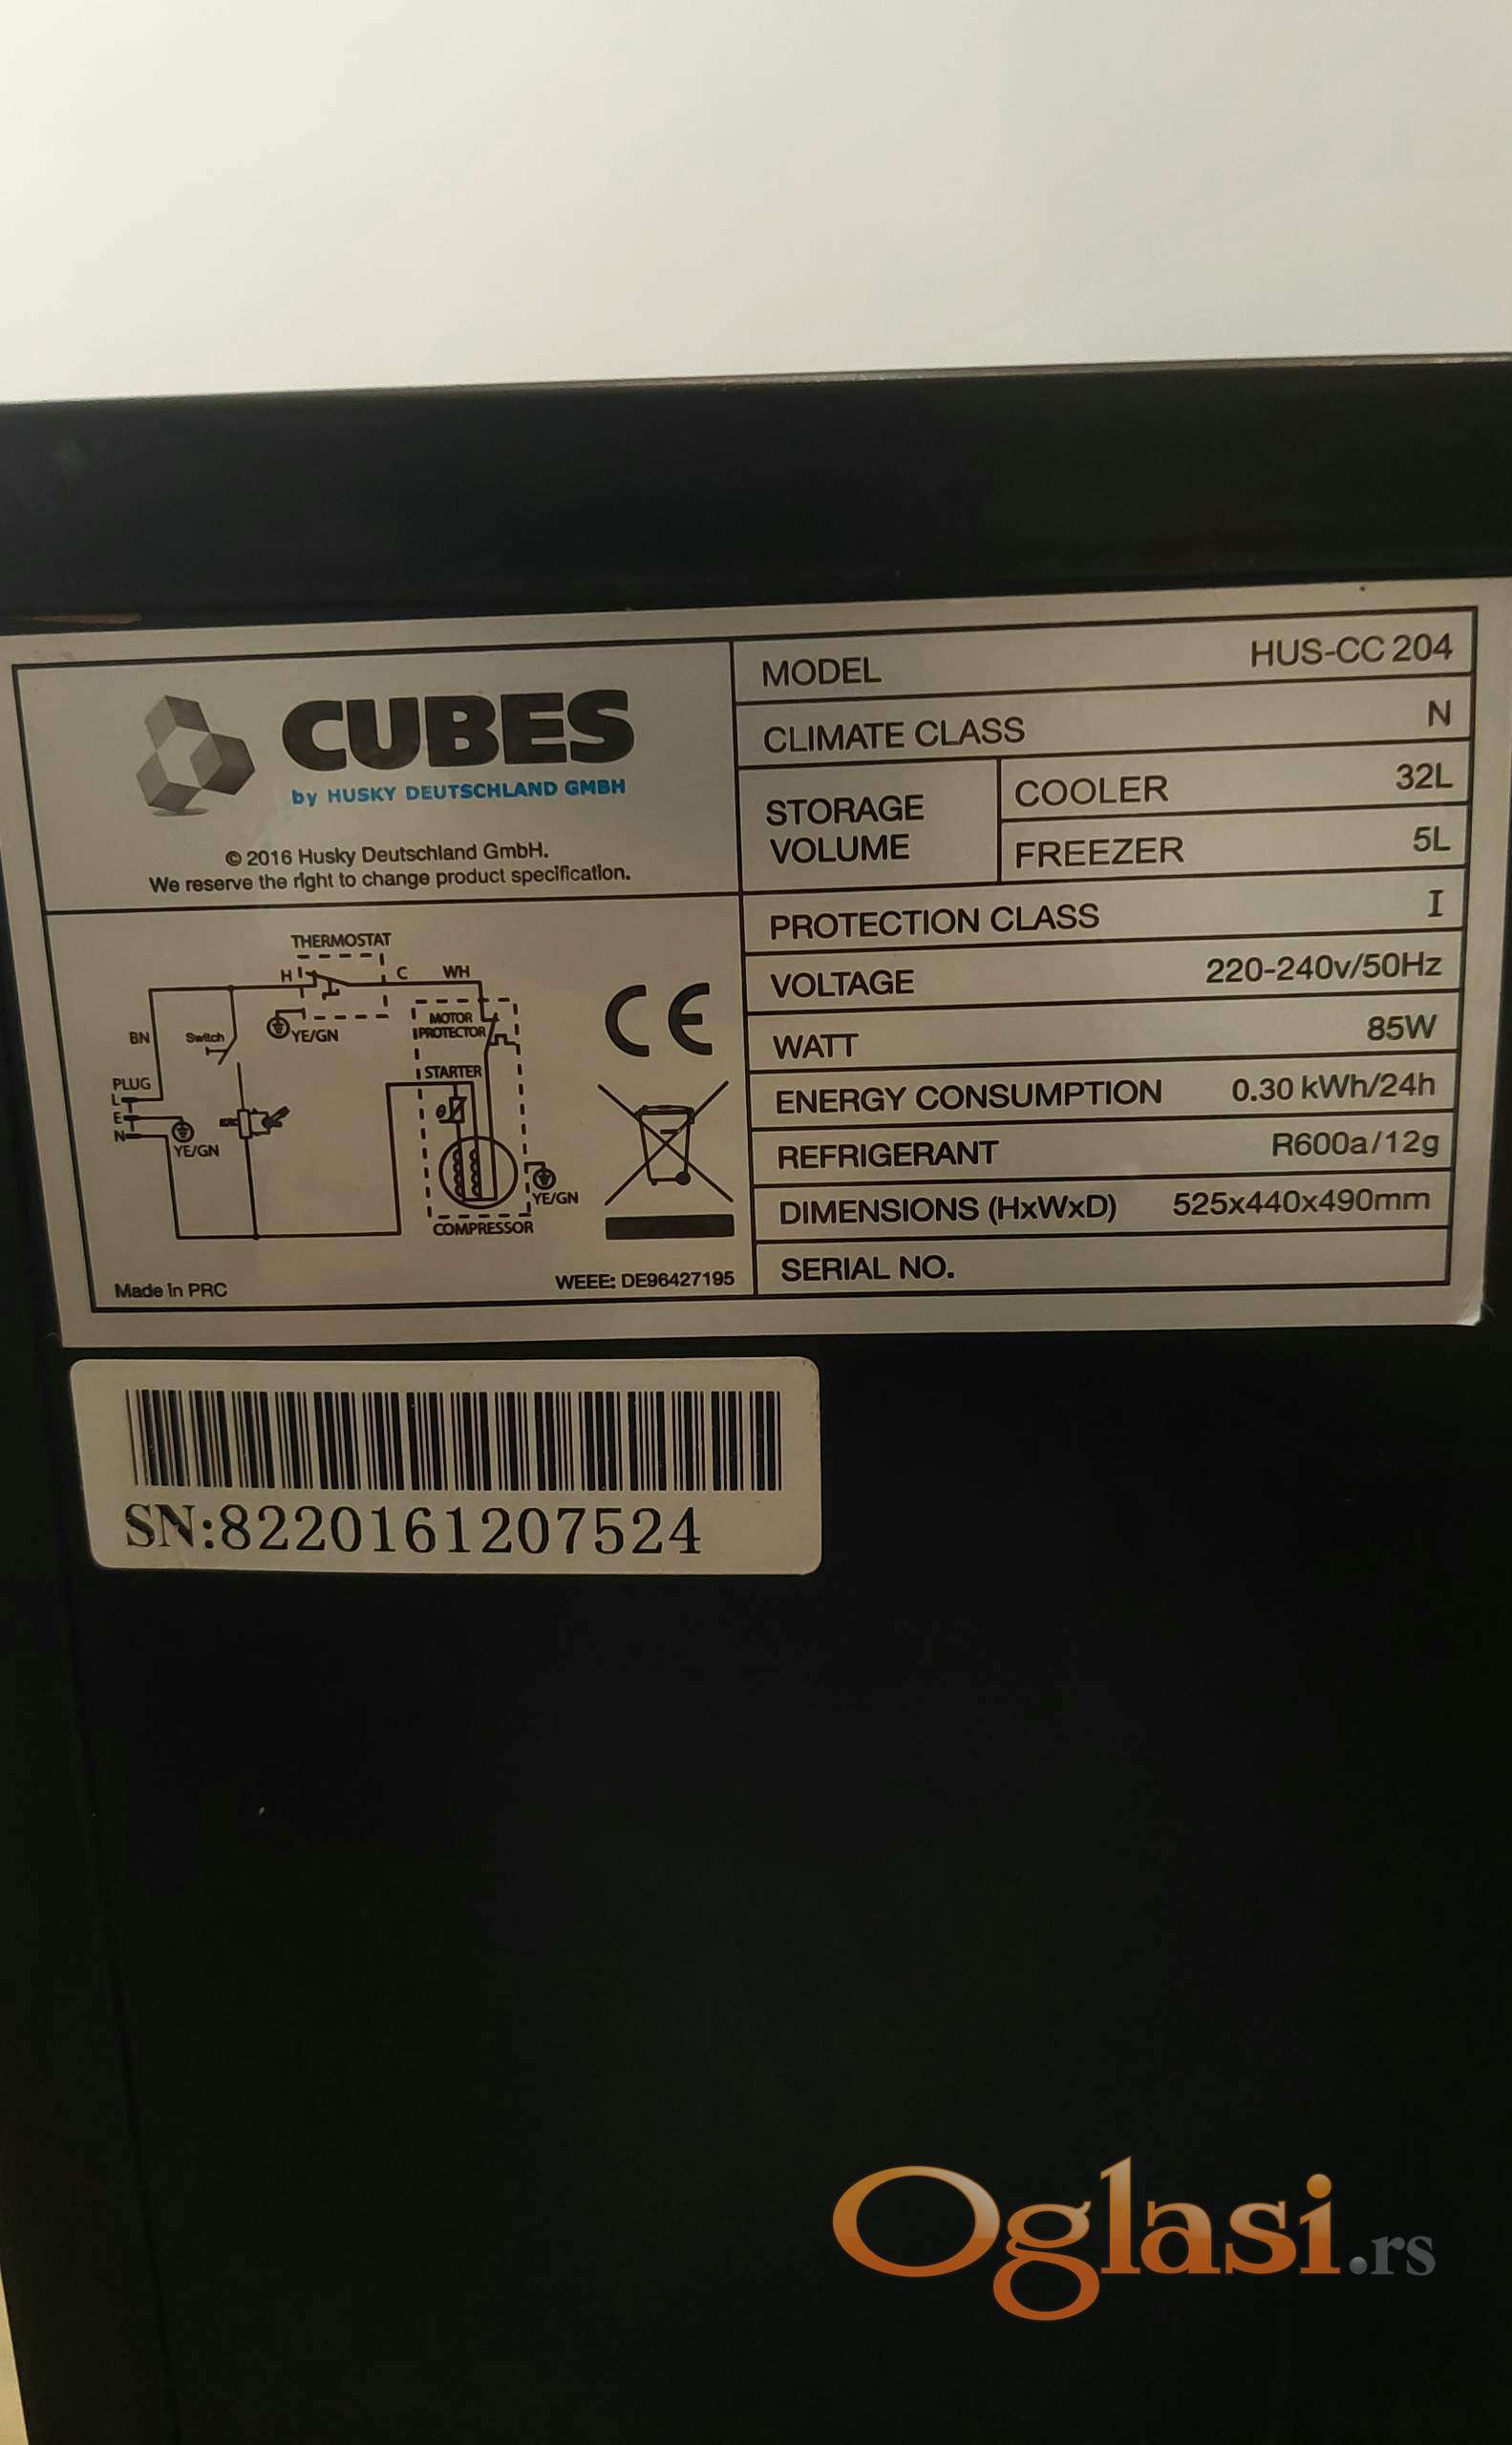 CUBES
by HUSKY DEUTSCHLAND GMBH
© 2016 Husky Deutschland GmbH.
We reserve the right to change product specification.
THERMOSTAT
H C WH
BN
Switch
YE/GN
MOTOR
PROTECTOR
STARTER
PLUG
L
E
N
YE/GN
YE/GN
COMPRESSOR
CE
Made in PRC
WEEE: DE96427195
MODEL HUS-CC 204
CLIMATE CLASS N
STORAGE VOLUME
COOLER 32L
FREEZER 5L
PROTECTION CLASS I
VOLTAGE 220-240v/50Hz
WATT 85W
ENERGY CONSUMPTION 0.30 kWh/24h
REFRIGERANT R600a/12g
DIMENSIONS (HxWxD) 525x440x490mm
SERIAL NO.
SN:8220161207524
Oglasi.rs